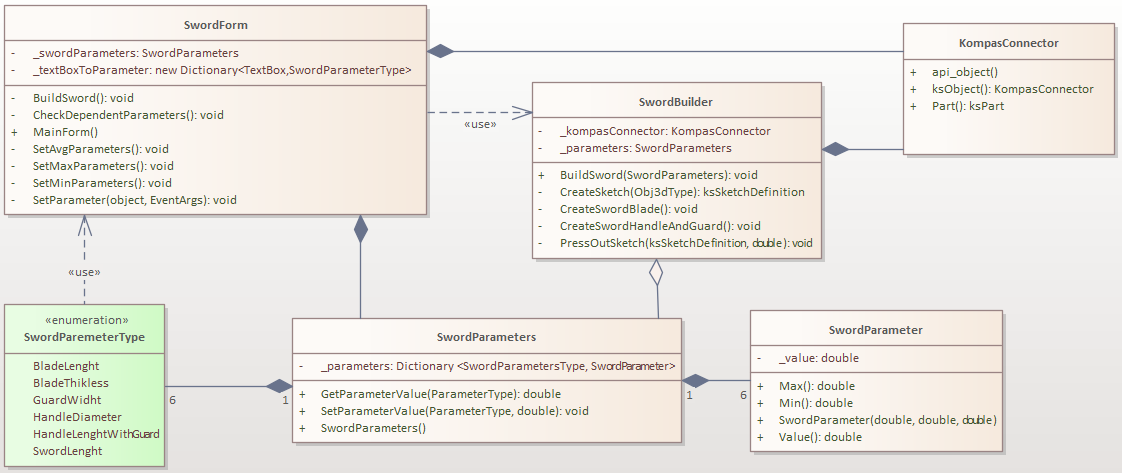 SwordForm
- _swordParameters: SwordParameters
- _textBoxToParameter: new Dictionary<TextBox,SwordParameterType>
- BuildSword(): void
- CheckDependentParameters(): void
+ MainForm()
- SetAvgParameters(): void
- SetMaxParameters(): void
- SetMinParameters(): void
- SetParameter(object, EventArgs): void
KompasConnector
+ api_object()
+ ksObject(): KompasConnector
+ Part(): ksPart
«use»
SwordBuilder
- _kompasConnector: KompasConnector
- _parameters: SwordParameters
+ BuildSword(SwordParameters): void
- CreateSketch(Obj3dType): ksSketchDefinition
- CreateSwordBlade(): void
- CreateSwordHandleAndGuard(): void
- PressOutSketch(ksSketchDefinition, double): void
«use»
«enumeration»
SwordParemeterType
BladeLenght
BladeThikless
GuardWidht
HandleDiameter
HandleLenghtWithGuard
SwordLenght
6
1
SwordParameters
- _parameters: Dictionary <SwordParametersType, SwordParameter>
+ GetParameterValue(ParameterType): double
+ SetParameterValue(ParameterType, double): void
+ SwordParameters()
1
6
SwordParameter
- _value: double
+ Max(): double
+ Min(): double
+ SwordParameter(double, double, double)
+ Value(): double